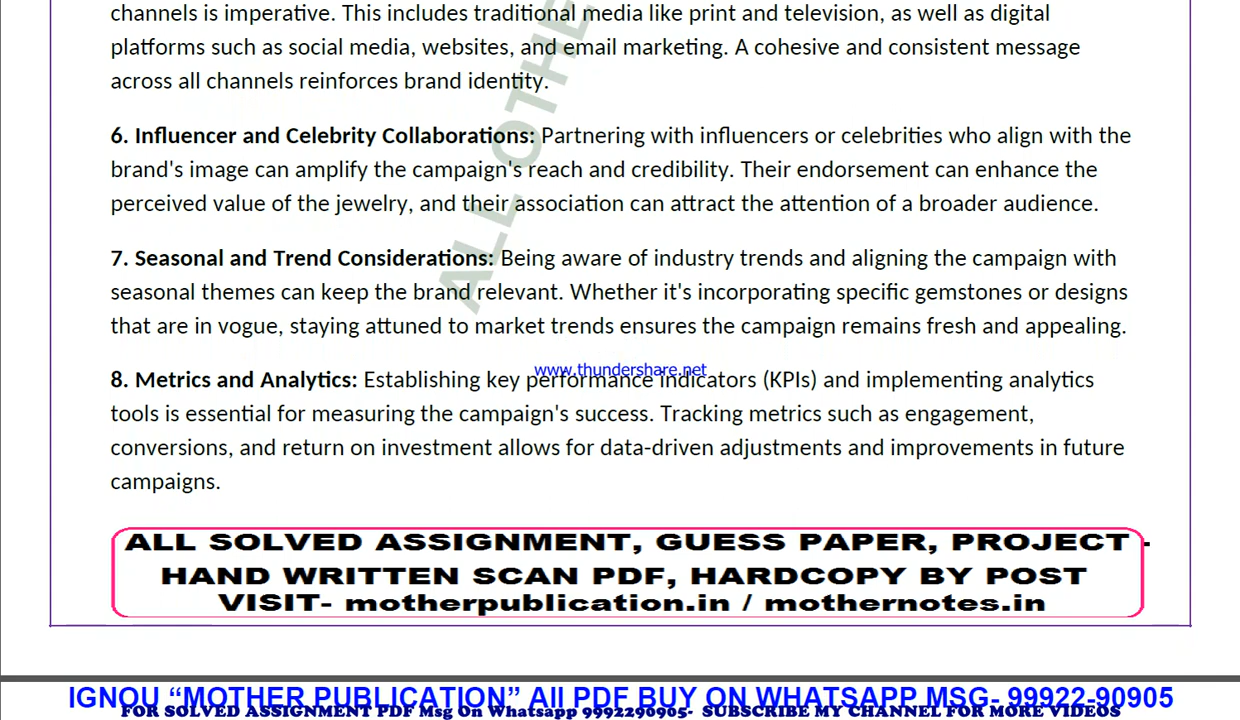 channels is imperative. This includes traditional media like print and television, as well as digital
platforms such as social media, websites, and email marketing. A cohesive and consistent message
across all channels reinforces brand identity.
6. Influencer and Celebrity Collaborations: Partnering with influencers or celebrities who align with the
brand's image can amplify the campaign's reach and credibility. Their endorsement can enhance the
perceived value of the jewelry, and their association can attract the attention of a broader audience.
7. Seasonal and Trend Considerations: Being aware of industry trends and aligning the campaign with
seasonal themes can keep the brand relevant. Whether it's incorporating specific gemstones or designs
that are in vogue, staying attuned to market trends ensures the campaign remains fresh and appealing.
www.thundershare.net
8. Metrics and Analytics: Establishing key performance indicators (KPIs) and implementing analytics
tools is essential for measuring the campaign's success. Tracking metrics such as engagement,
conversions, and return on investment allows for data-driven adjustments and improvements in future
campaigns.
ALL OTHE
ALL SOLVED ASSIGNMENT, GUESS PAPER, PROJECT -
HAND WRITTEN SCAN PDF, HARDCOPY BY POST
VISIT- motherpublication.in / mothernotes.in
IGNOU “MOTHER PUBLICATION” All PDF BUY ON WHATSAPP MSG- 99922-90905
FOR SOLVED ASSIGNMENT PDF Msg On Whatsapp 9992290905- SUBSCRIBE MY CHANNEL FOR MORE VIDEOS